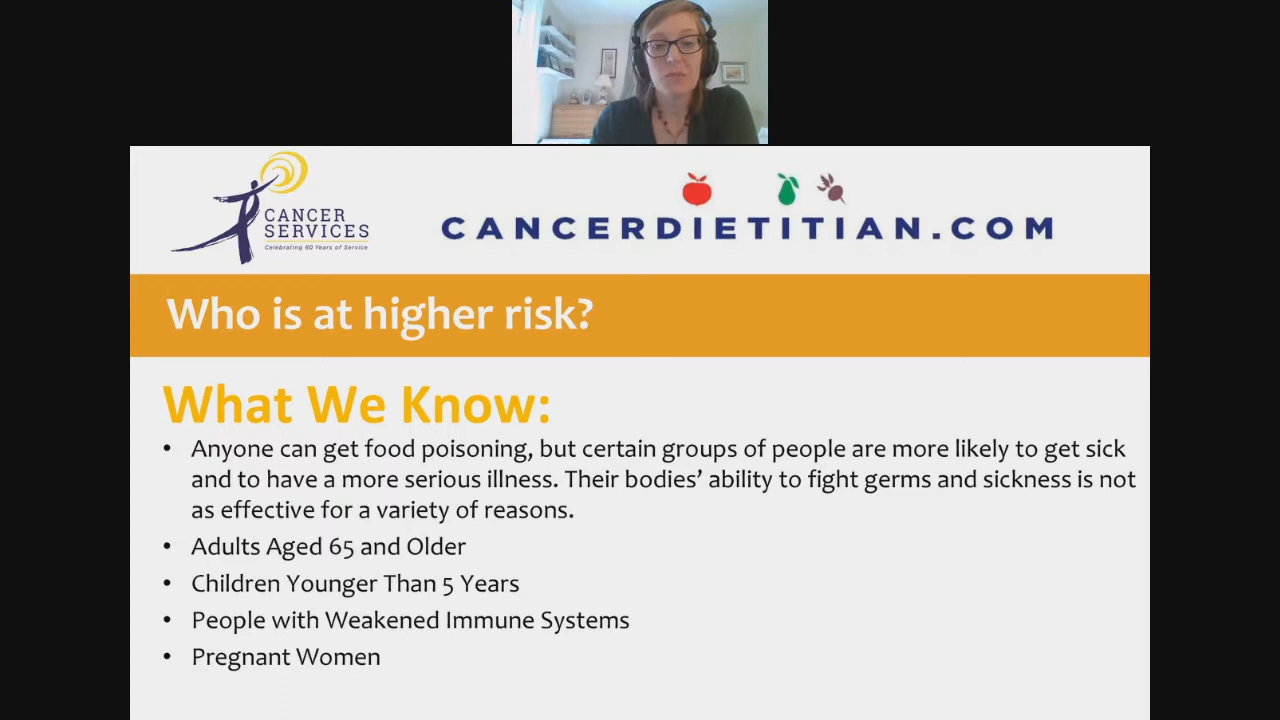 CANCER
SERVICES
Celebrating 60 Years of Service
CANCERDIETITIAN.COM
Who is at higher risk?
What We Know:
• Anyone can get food poisoning, but certain groups of people are more likely to get sick
and to have a more serious illness. Their bodies’ ability to fight germs and sickness is not
as effective for a variety of reasons.
• Adults Aged 65 and Older
• Children Younger Than 5 Years
• People with Weakened Immune Systems
• Pregnant Women